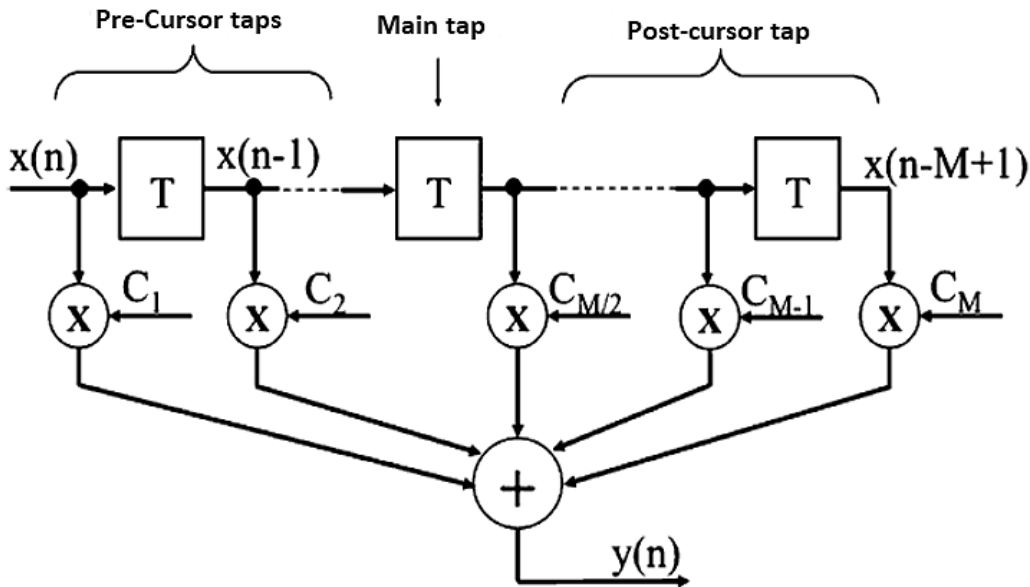 Pre-Cursor taps
Main tap
Post-cursor tap
x(n)
T
x(n-1)
T
T
x(n-M+1)
X
C1
X
C2
X
CM/2
X
CM-1
X
CM
+
y(n)